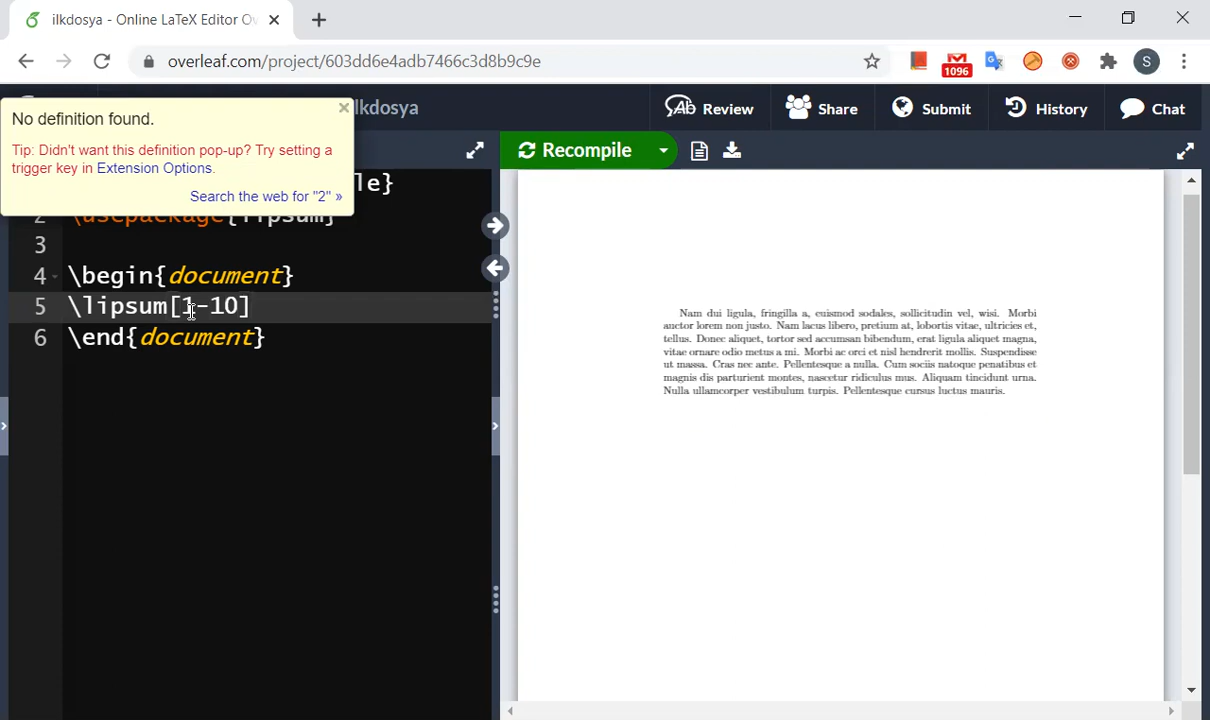 ilkdosya - Online LaTeX Editor Ov
overleaf.com/project/603dd6e4adb7466c3d8b9c9e
1096
S
No definition found.
Tip: Didn't want this definition pop-up? Try setting a
trigger key in Extension Options.
Search the web for "2" »
lkdosya
Review
Share
Submit
History
Chat
Recompile
le}
2 \usepackage{lipsum}
3
4 \begin{document}
5 \lipsum[1-10]
6 \end{document}
Nam dui ligula, fringilla a, euismod sodales, sollicitudin vel, wisi. Morbi
auctor lorem non justo. Nam lacus libero, pretium at, lobortis vitae, ultricies et,
tellus. Donec aliquet, tortor sed accumsan bibendum, erat ligula aliquet magna,
vitae ornare odio metus a mi. Morbi ac orci et nisl hendrerit mollis. Suspendisse
ut massa. Cras nec ante. Pellentesque a nulla. Cum sociis natoque penatibus et
magnis dis parturient montes, nascetur ridiculus mus. Aliquam tincidunt urna.
Nulla ullamcorper vestibulum turpis. Pellentesque cursus luctus mauris.